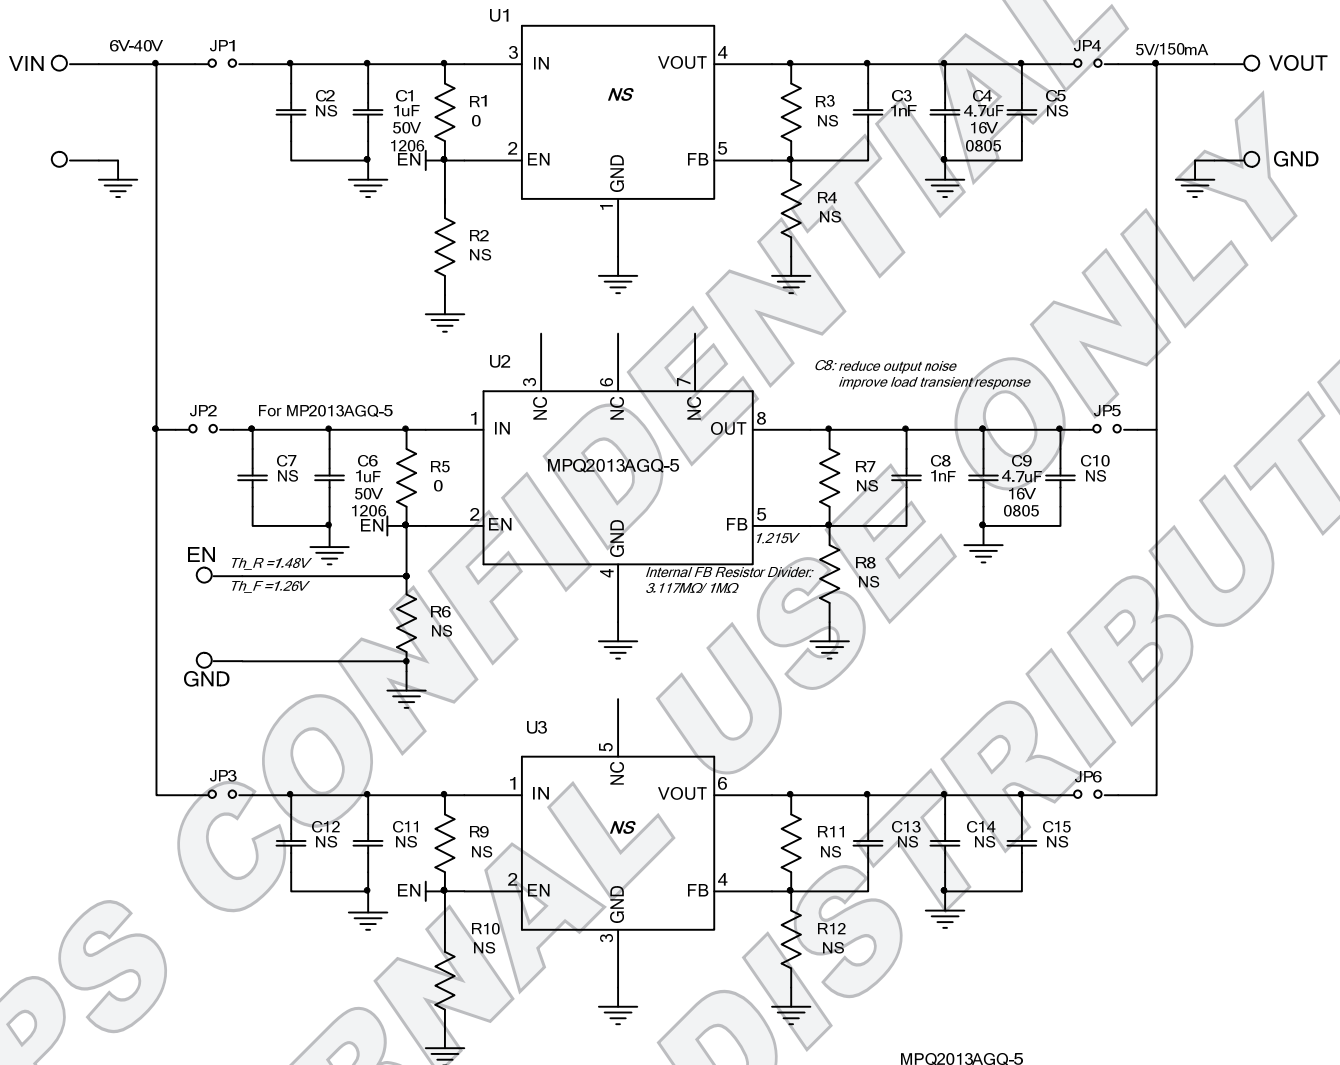 U1
VIN
6V-40V
JP1
3
IN
VOUT
4
JP4
5V/150mA
VOUT
NS
C2
NS
C1
1uF
50V
1206
R1
0
EN
2
EN
GND
1
FB
5
R3
NS
C3
1nF
C4
4.7uF
16V
0805
C5
NS
GND
R2
NS
R4
NS
U2
3
NC
6
NC
7
NC
C8: reduce output noise
improve load transient response
JP2
For MP2013AGQ-5
1
IN
OUT
8
JP5
MPQ2013AGQ-5
C7
NS
C6
1uF
50V
1206
R5
0
EN
2
EN
GND
4
FB
5
1.215V
R7
NS
C8
1nF
C9
4.7uF
16V
0805
C10
NS
EN
Th_R =1.48V
Th_F =1.26V
Internal FB Resistor Divider:
3.117MΩ/ 1MΩ
R6
NS
R8
NS
GND
U3
5
NC
JP3
1
IN
VOUT
6
JP6
NS
C12
NS
C11
NS
R9
NS
EN
2
EN
GND
3
FB
4
R11
NS
C13
NS
C14
NS
C15
NS
R10
NS
R12
NS
MPQ2013AGQ-5
PS CONFIDENTIAL
RNAL USE ONLY
DISTRIBUT